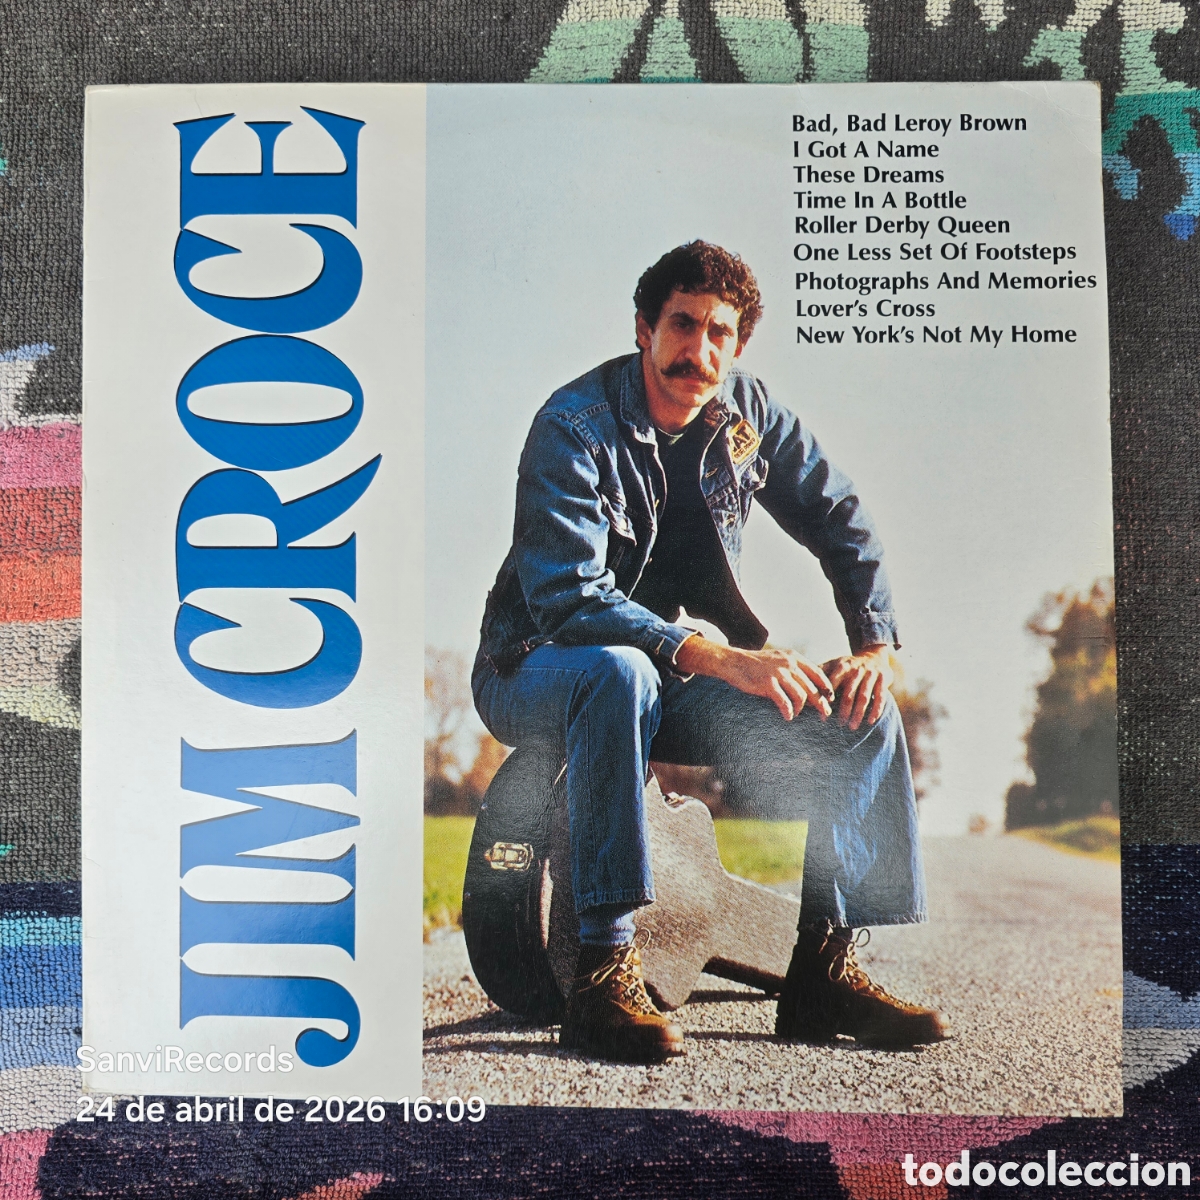 JIM CROCE
Bad, Bad Leroy Brown
I Got A Name
These Dreams
Time In A Bottle
Roller Derby Queen
One Less Set Of Footsteps
Photographs And Memories
Lover's Cross
New York's Not My Home
SanviRecords
24 de abril de 2026 16:09
todocoleccion